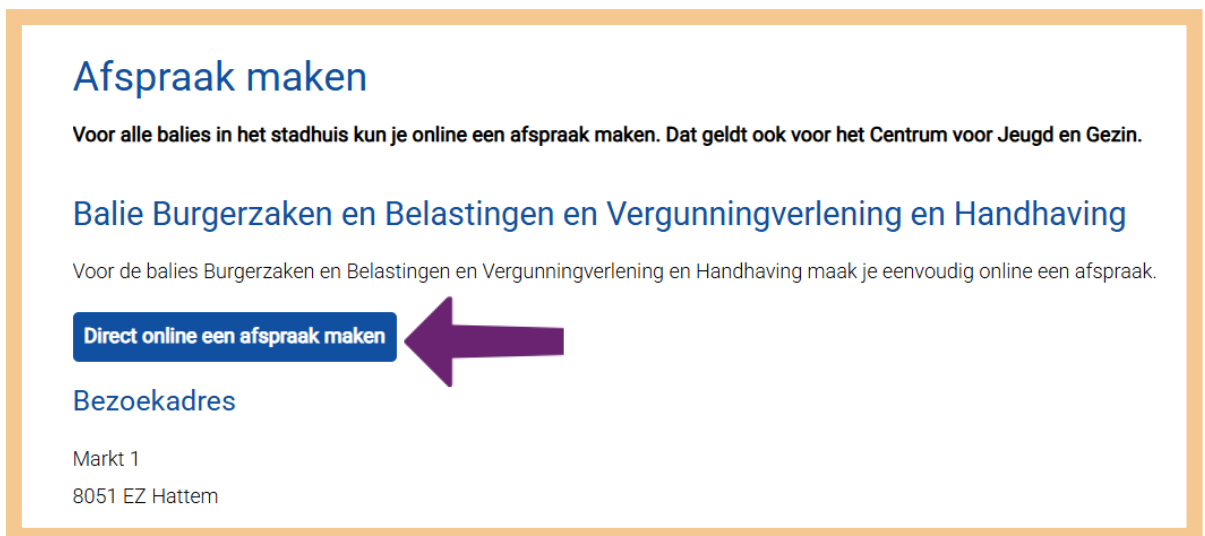 Afspraak maken
Voor alle balies in het stadhuis kun je online een afspraak maken. Dat geldt ook voor het Centrum voor Jeugd en Gezin.
Balie Burgerzaken en Belastingen en Vergunningverlening en Handhaving
Voor de balies Burgerzaken en Belastingen en Vergunningverlening en Handhaving maak je eenvoudig online een afspraak.
Direct online een afspraak maken
Bezoekadres
Markt 1
8051 EZ Hattem